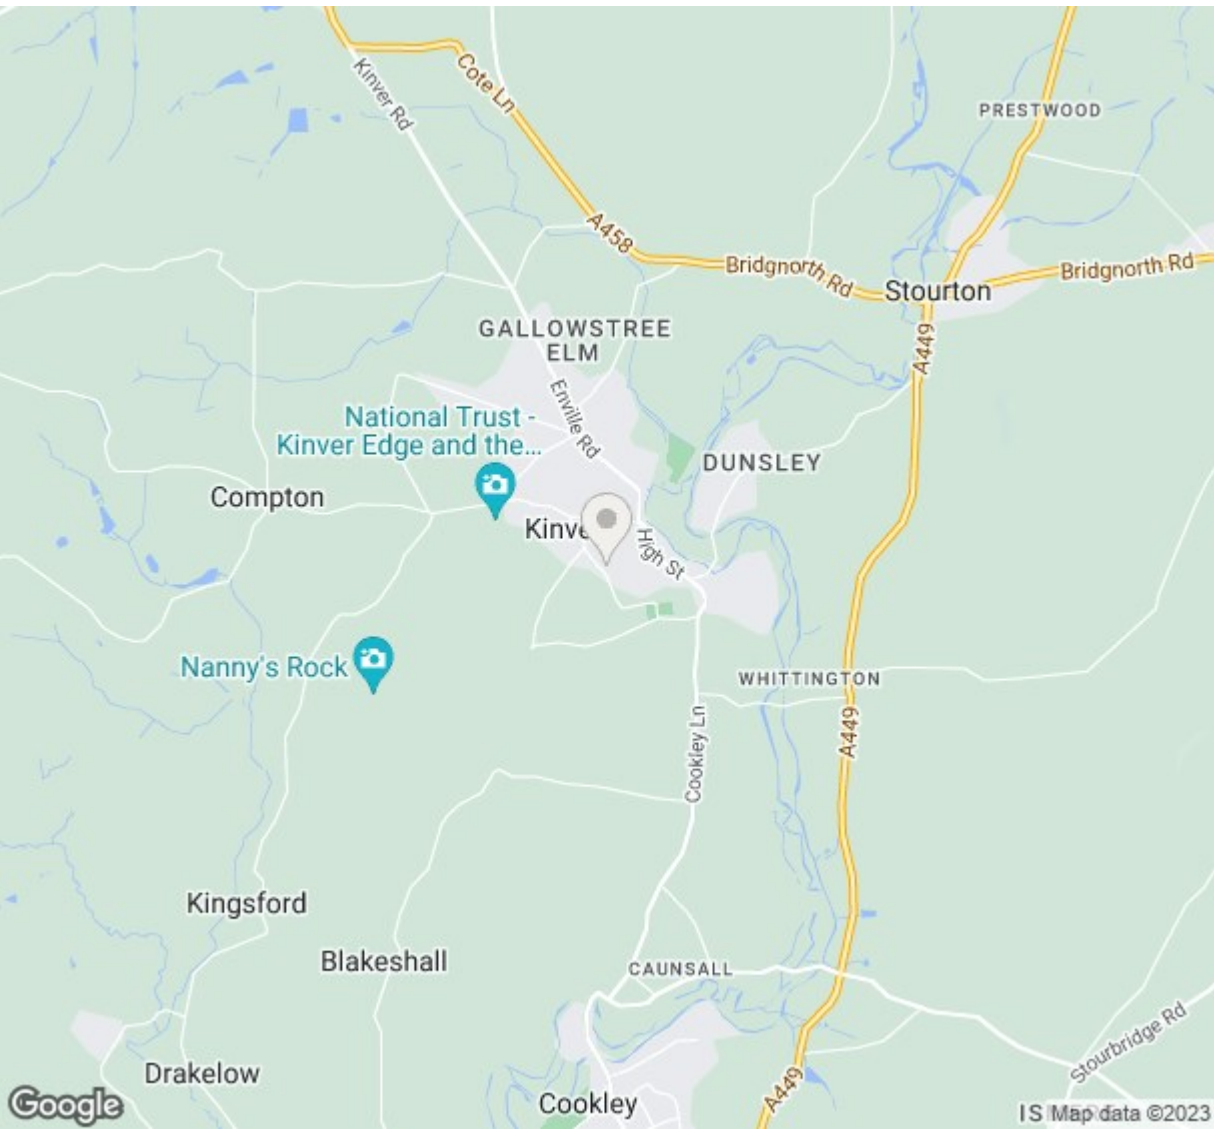 Kinver Rd
Cote Ln
PRESTWOOD
A458
Bridgnorth Rd
Bridgnorth Rd
Stourton
GALLOWSTREE
ELM
A449
Enville Rd
National Trust -
Kinver Edge and the...
DUNSLEY
Compton
Kinve
High St
Nanny's Rock
WHITTINGTON
Cookley Ln
A449
Kingsford
Blakeshall
CAUNSALL
Stourbridge Rd
Drakelow
A449
Cookley
Google
Map data ©2023